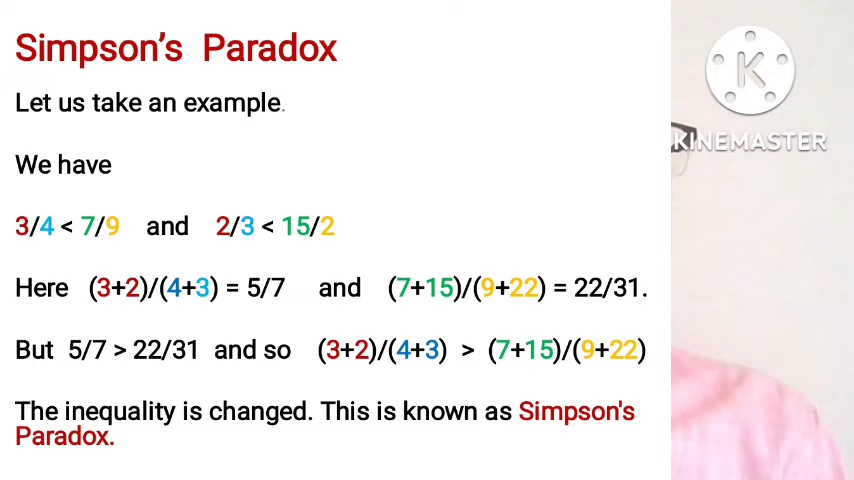 Simpson's Paradox
Let us take an example.
We have
3/4 < 7/9 and 2/3 < 15/2
Here (3+2)/(4+3) = 5/7 and (7+15)/(9+22) = 22/31.
But 5/7 > 22/31 and so (3+2)/(4+3) > (7+15)/(9+22)
The inequality is changed. This is known as Simpson's
Paradox.
KINEMASTER